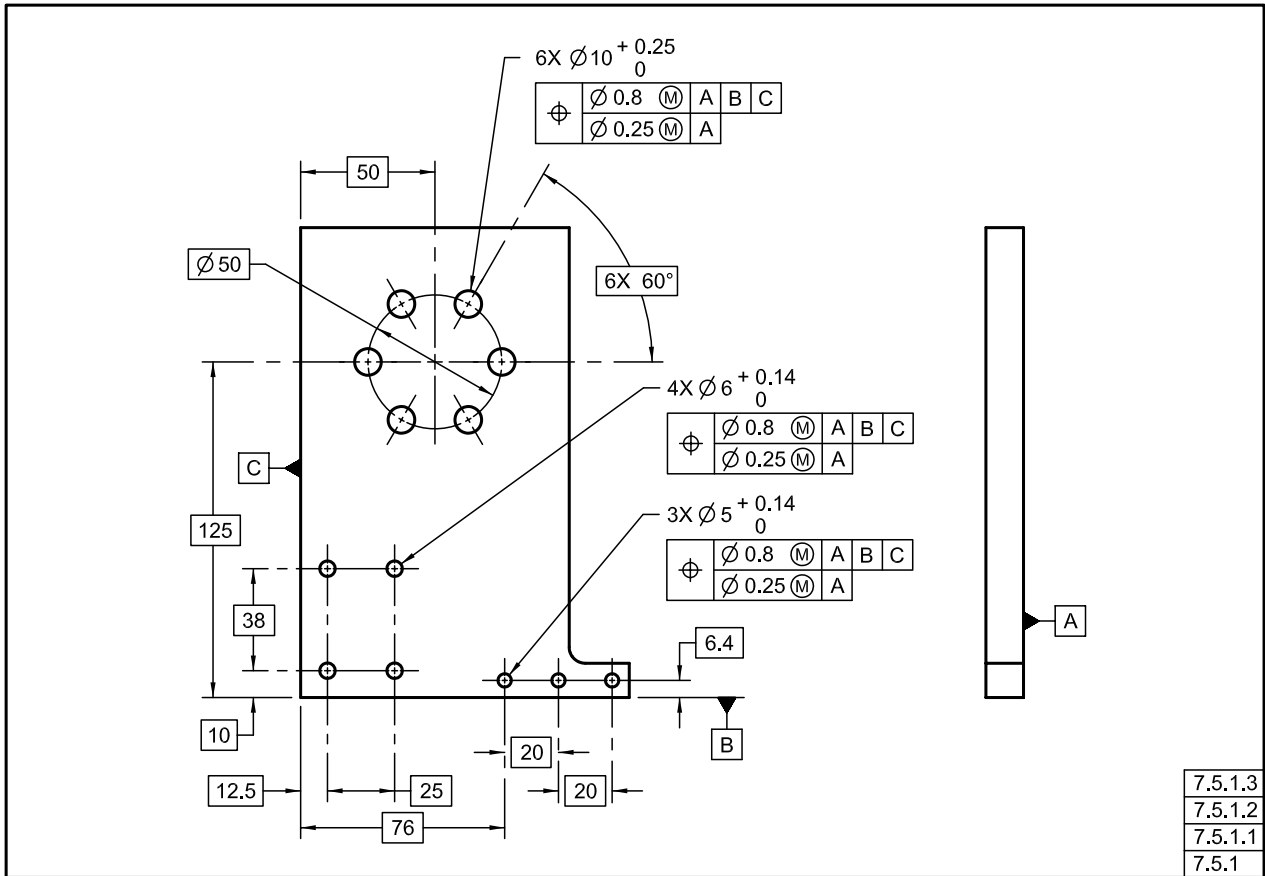 6X ⌀10 + 0.25
0
⌖ ⌀ 0.8 Ⓜ A B C
⌀ 0.25 Ⓜ A
50
⌀ 50
6X 60°
4X ⌀ 6 + 0.14
0
⌖ ⌀ 0.8 Ⓜ A B C
⌀ 0.25 Ⓜ A
C
3X ⌀ 5 + 0.14
0
⌖ ⌀ 0.8 Ⓜ A B C
⌀ 0.25 Ⓜ A
125
38
6.4
A
10
B
20
12.5
25
20
76
7.5.1.3
7.5.1.2
7.5.1.1
7.5.1